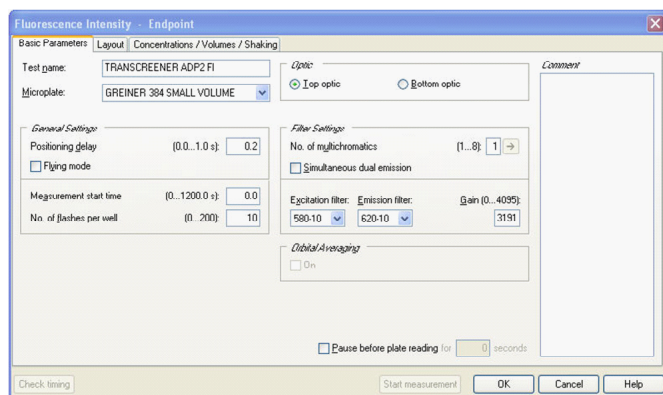 Fluorescence Intensity - Endpoint
Basic Parameters Layout Concentrations / Volumes / Shaking
Test name: TRANSCREENER ADP2 FI
Microplate: GREINER 384 SMALL VOLUME
Optic
Top optic Bottom optic
Comment
General Settings
Positioning delay (0.0...1.0 s): 0.2
Flying mode
Measurement start time (0...1200.0 s): 0.0
No. of flashes per well (0...200): 10
Filter Settings
No. of multichromatics (1...8): 1
Simultaneous dual emission
Excitation filter: Emission filter: Gain (0...4095):
580-10 620-10 3191
Orbital Averaging
On
Pause before plate reading for 0 seconds
Check timing Start measurement OK Cancel Help